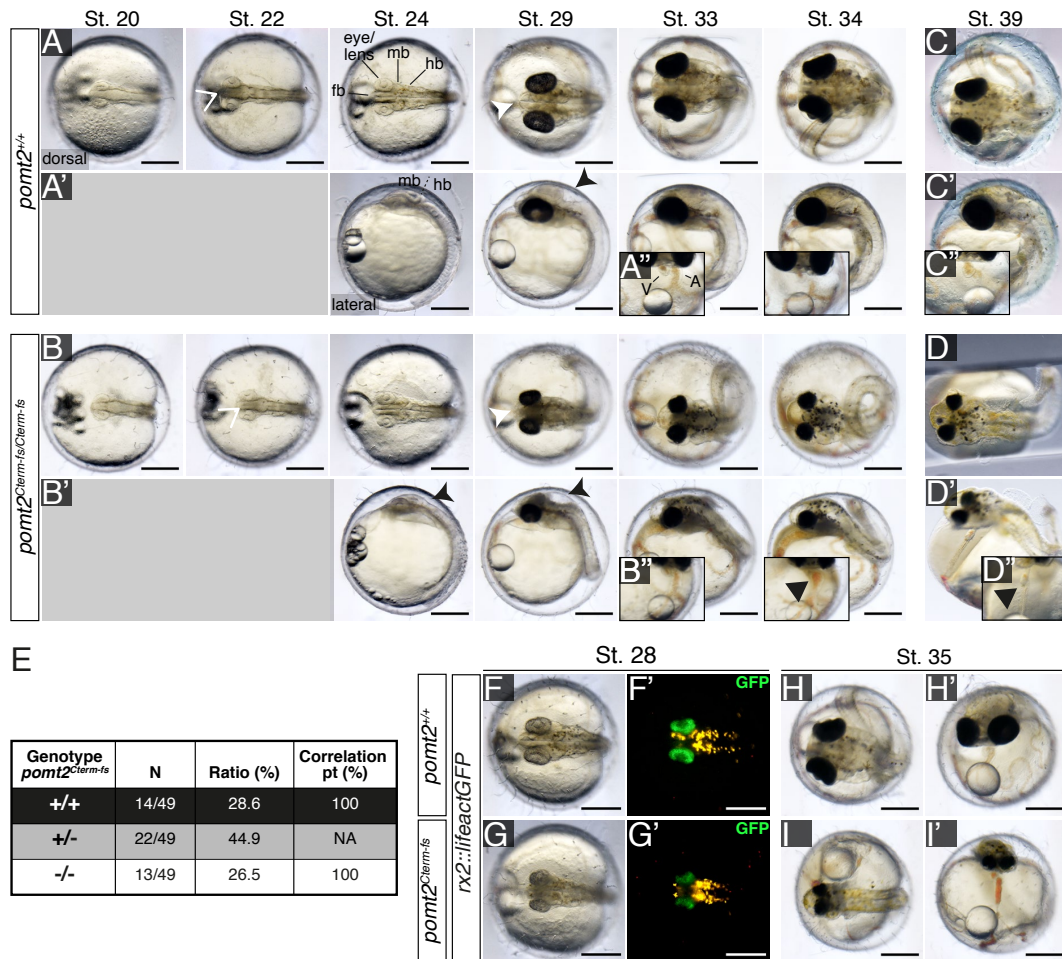 St. 20 St. 22 St. 24 St. 29 St. 33 St. 34 St. 39
pomt2+/+
A
dorsal
eye/
lens
mb
hb
fb
C
A'
mb
hb
lateral
A"
V
A
C'
C"
pomt2Cterm-fs/Cterm-fs
B
D
B'
B"
D'
D"
E
St. 28 St. 35
Genotype pomt2Cterm-fs N Ratio (%) Correlation pt (%)
+/+ 14/49 28.6 100
+/- 22/49 44.9 NA
-/- 13/49 26.5 100
pomt2+/+
pomt2Cterm-fs
rx2::lifeactGFP
F
F'
GFP
H
H'
G
G'
GFP
I
I'